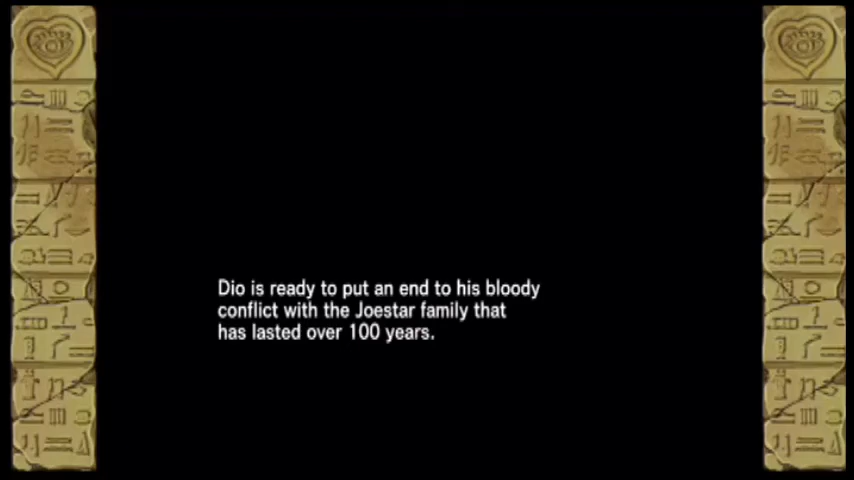 Dio is ready to put an end to his bloody
conflict with the Joestar family that
has lasted over 100 years.